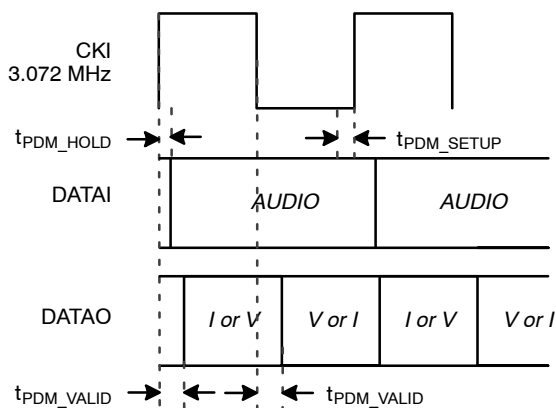 CKI
3.072 MHz
tPDM_HOLD
tPDM_SETUP
DATAI
AUDIO
AUDIO
DATAO
I or V
V or I
I or V
V or I
tPDM_VALID
tPDM_VALID